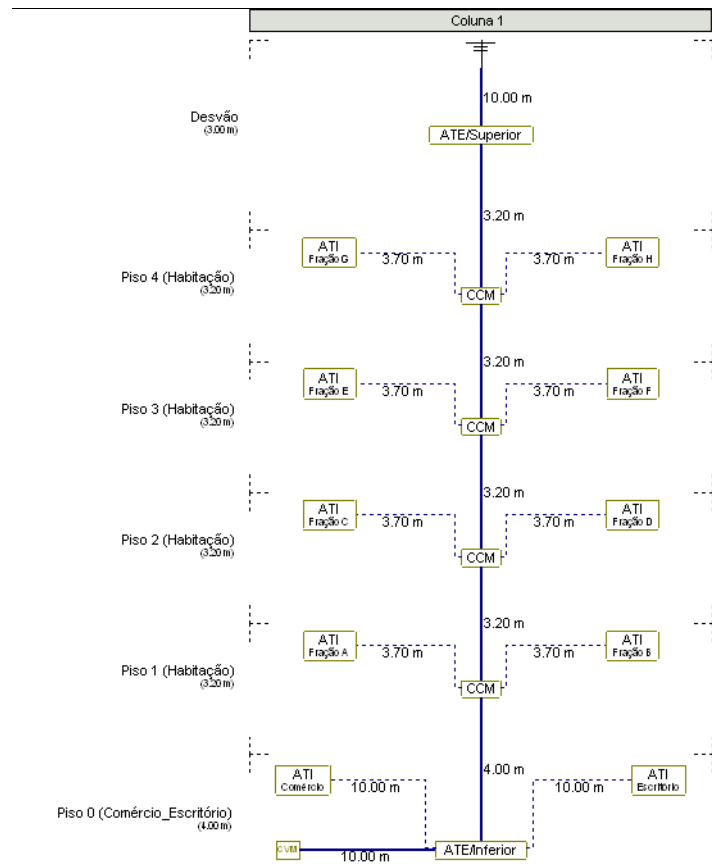 Coluna 1
10.00 m
Desvão
(3.00 m)
ATE/Superior
3.20 m
ATI
Fração G
3.70 m
3.70 m
ATI
Fração H
Piso 4 (Habitação)
(3.20 m)
CCM
3.20 m
ATI
Fração E
3.70 m
3.70 m
ATI
Fração F
Piso 3 (Habitação)
(3.20 m)
CCM
3.20 m
ATI
Fração C
3.70 m
3.70 m
ATI
Fração D
Piso 2 (Habitação)
(3.20 m)
CCM
3.20 m
ATI
Fração A
3.70 m
3.70 m
ATI
Fração B
Piso 1 (Habitação)
(3.20 m)
CCM
4.00 m
ATI
Comércio
10.00 m
10.00 m
ATI
Escritório
Piso 0 (Comércio_Escritório)
(4.00 m)
CVM
10.00 m
ATE/Inferior